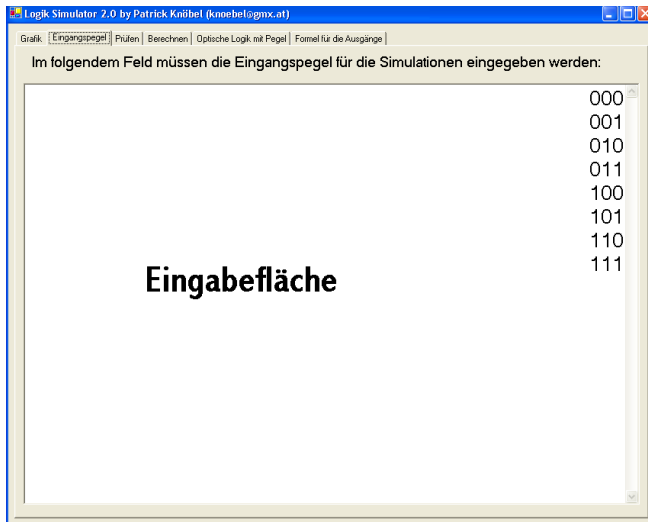 Logik Simulator 2.0 by Patrick Knöbel (knoebel@gmx.at)
Grafik Eingangspegel Prüfen Berechnen Optische Logik mit Pegel Formel für die Ausgänge
Im folgendem Feld müssen die Eingangspegel für die Simulationen eingegeben werden:
000
001
010
011
100
101
110
111
Eingabefläche